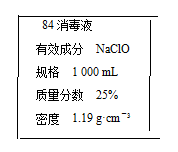 84 消毒液
有效成分 NaClO
规格 1 000 mL
质量分数 25%
密度 1.19 g·cm⁻³